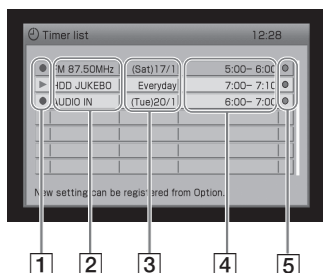 Timer list 12:28
FM 87.50MHz (Sat)17/1 5:00– 6:00
HDD JUKEBO Everyday 7:00– 7:10
AUDIO IN (Tue)20/1 6:00– 7:00
New setting can be registered from Option.
1 2 3 4 5